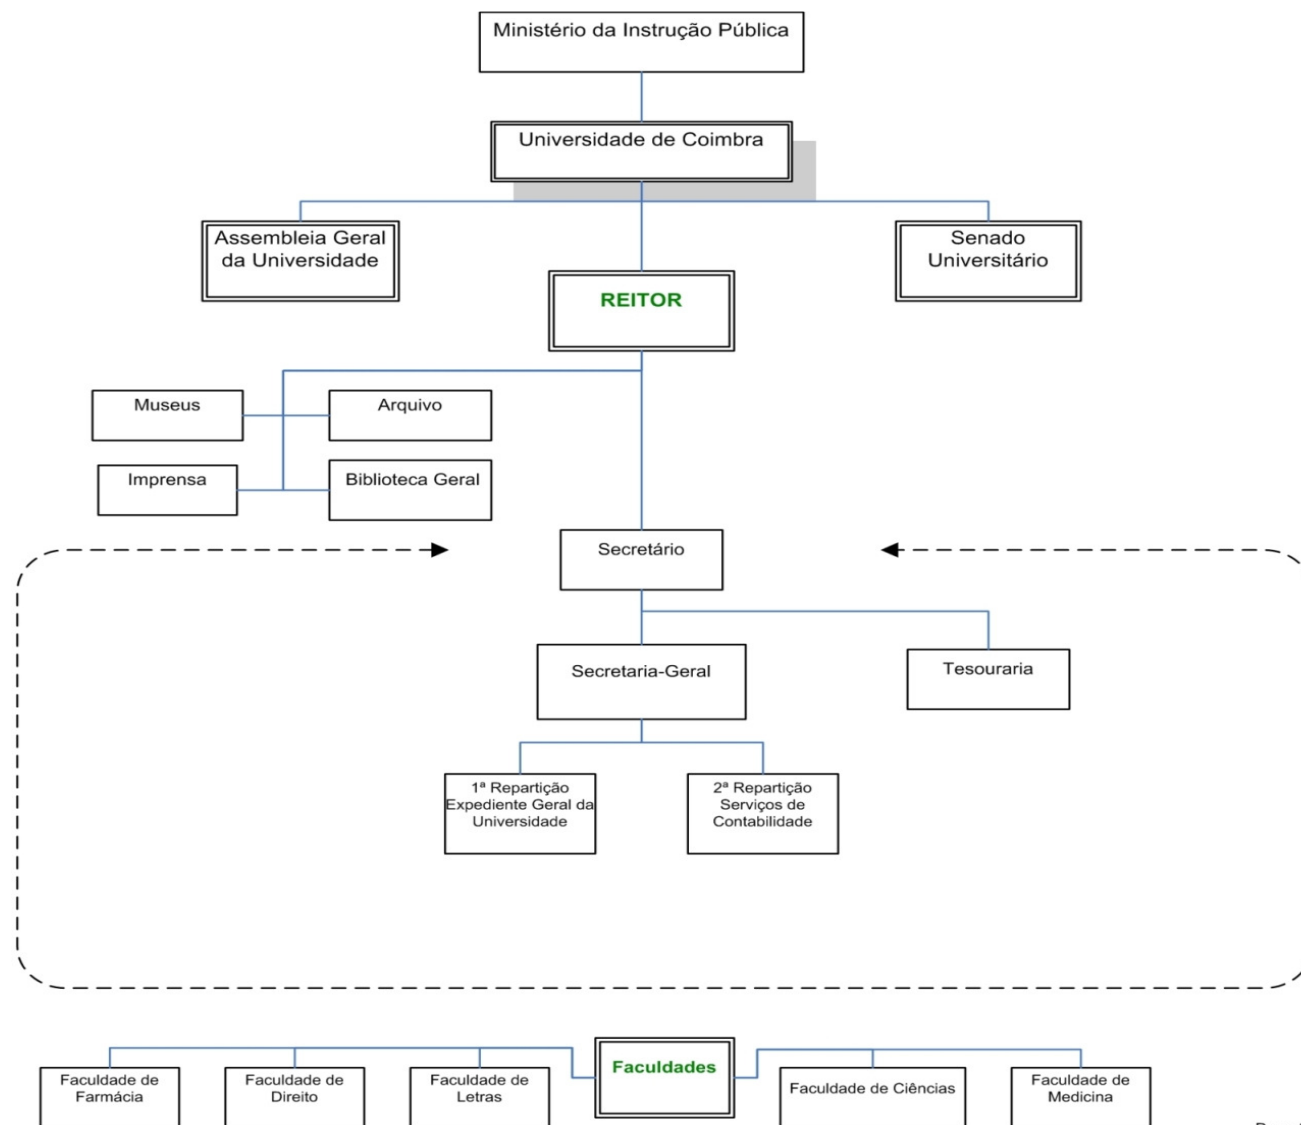 Ministério da Instrução Pública
Universidade de Coimbra
Assembleia Geral
da Universidade
Senado
Universitário
REITOR
Museus
Arquivo
Imprensa
Biblioteca Geral
Secretário
Secretaria-Geral
Tesouraria
1ª Repartição
Expediente Geral da
Universidade
2ª Repartição
Serviços de
Contabilidade
Faculdades
Faculdade de
Farmácia
Faculdade de
Direito
Faculdade de
Letras
Faculdade de Ciências
Faculdade de
Medicina